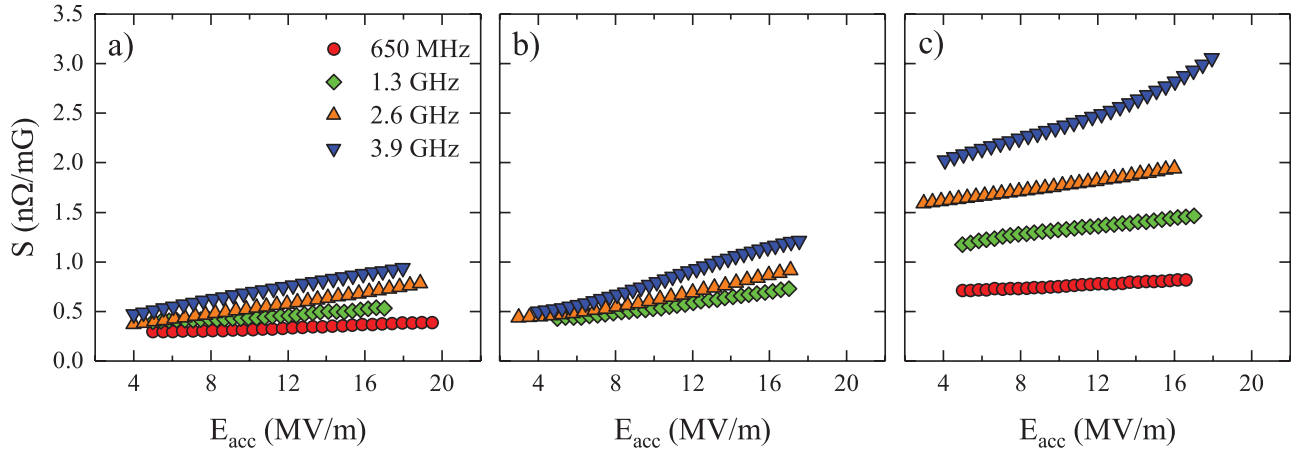 3.5
3.0
2.5
2.0
1.5
1.0
0.5
0.0
S (nΩ/mG)
a)
650 MHz
1.3 GHz
2.6 GHz
3.9 GHz
4 8 12 16 20
E_acc (MV/m)
b)
4 8 12 16 20
E_acc (MV/m)
c)
4 8 12 16 20
E_acc (MV/m)